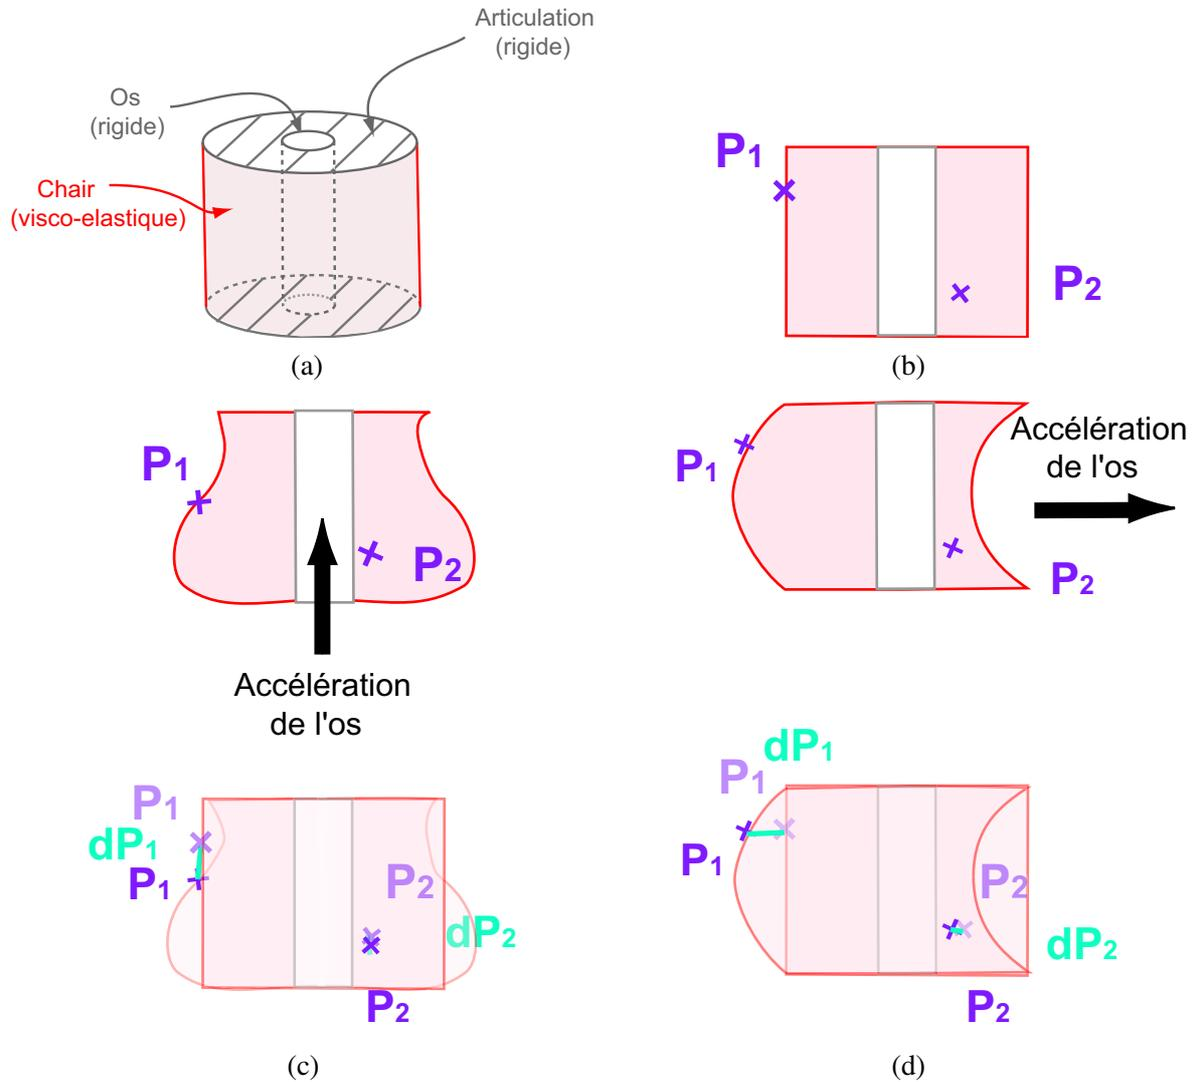 Articulation
(rigide)
Os
(rigide)
Chair
(visco-elastique)
(a)
P1
P2
(b)
P1
P2
Accélération
de l'os
P1
dP1
P1
P2
dP2
P2
(c)
Accélération
de l'os
P1
P2
dP1
P1
P1
P2
dP2
P2
(d)